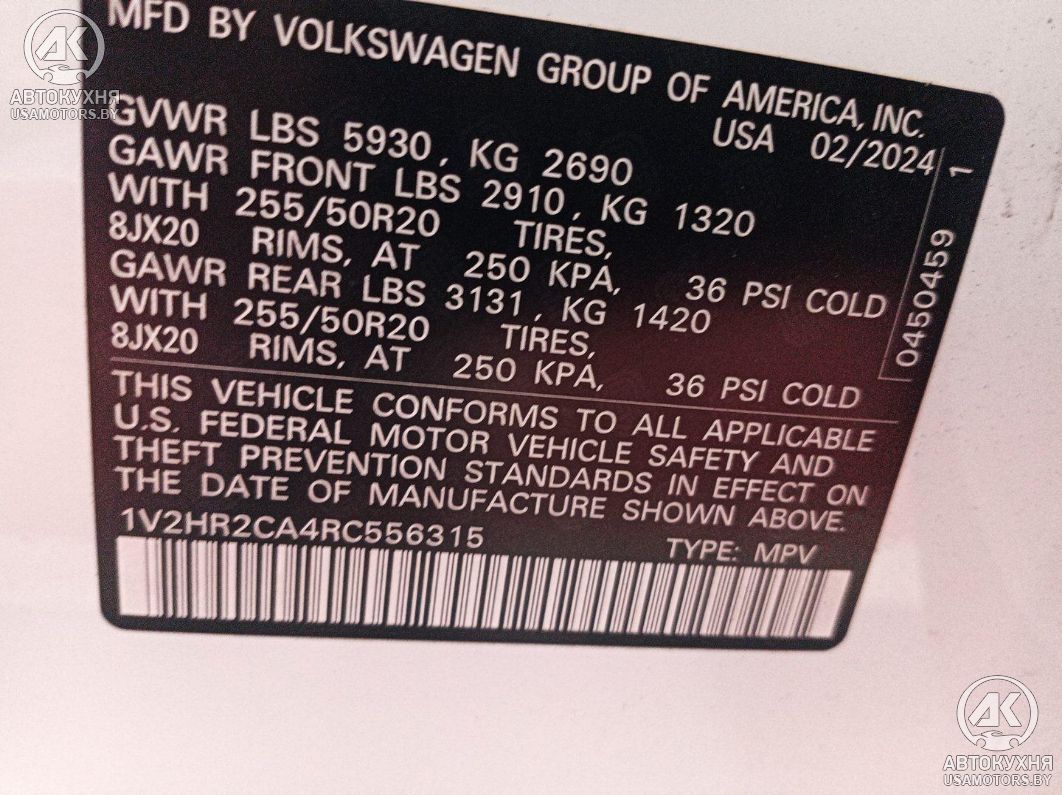 MFD BY VOLKSWAGEN GROUP OF AMERICA, INC.
USA 02/2024
GVWR LBS 5930, KG 2690
GAWR FRONT LBS 2910, KG 1320
WITH 255/50R20 TIRES,
8JX20 RIMS, AT 250 KPA, 36 PSI COLD
GAWR REAR LBS 3131, KG 1420
WITH 255/50R20 TIRES,
8JX20 RIMS, AT 250 KPA, 36 PSI COLD
0450459 1
THIS VEHICLE CONFORMS TO ALL APPLICABLE
U.S. FEDERAL MOTOR VEHICLE SAFETY AND
THEFT PREVENTION STANDARDS IN EFFECT ON
THE DATE OF MANUFACTURE SHOWN ABOVE.
1V2HR2CA4RC556315 TYPE: MPV
АК
АВТОКУХНЯ
USAMOTORS.BY
АК
АВТОКУХНЯ
USAMOTORS.BY